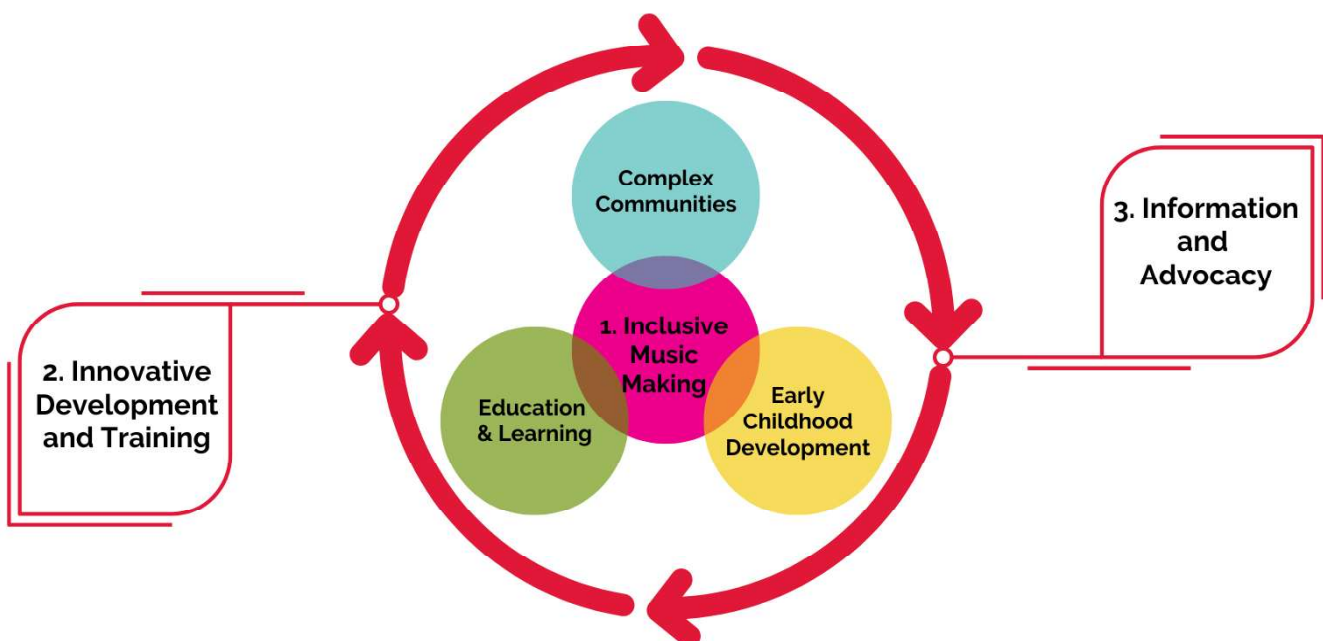 Complex
Communities
1. Inclusive
Music
Making
Education
& Learning
Early
Childhood
Development
2. Innovative
Development
and Training
3. Information
and
Advocacy